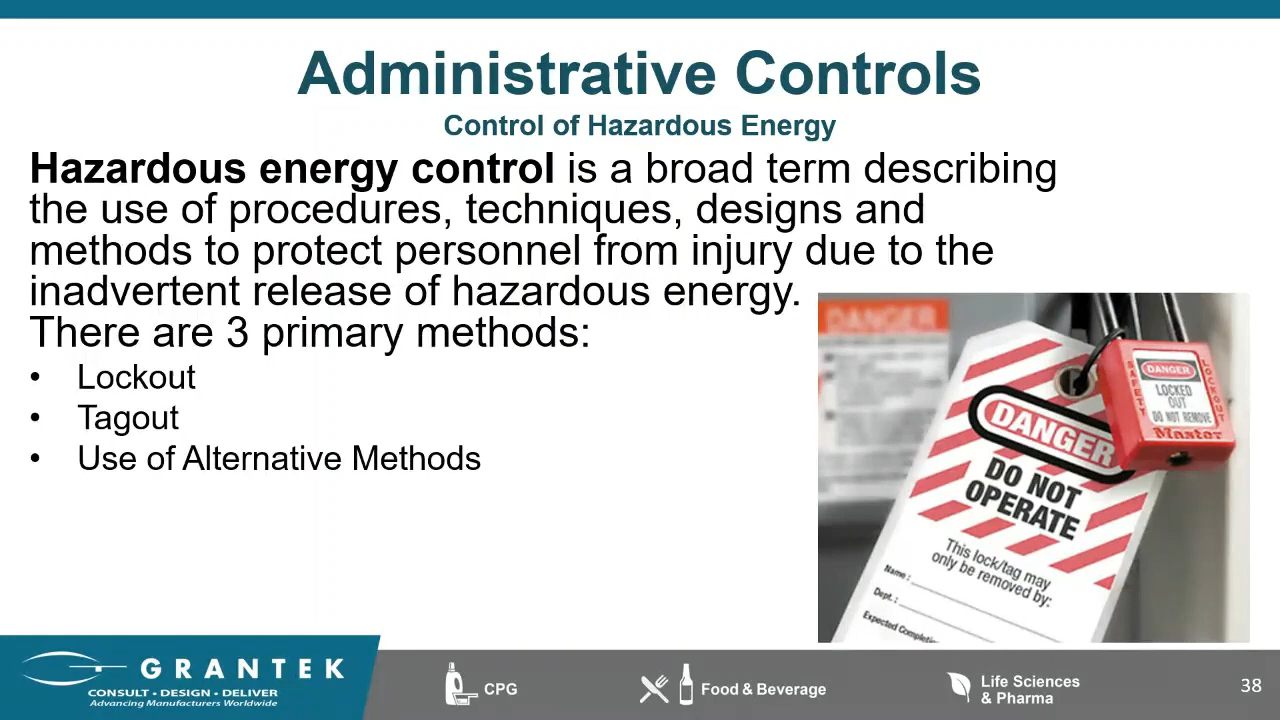 Administrative Controls
Control of Hazardous Energy
Hazardous energy control is a broad term describing
the use of procedures, techniques, designs and
methods to protect personnel from injury due to the
inadvertent release of hazardous energy.
There are 3 primary methods:
• Lockout
• Tagout
• Use of Alternative Methods
DANGER
DANGER
SAFETY
LOCKED
OUT
DO NOT REMOVE
LOCKOUT
Master
DANGER
DO NOT
OPERATE
This lock/tag may
only be removed by:
Name :
Dept. :
Expected
GRANTEK
CONSULT • DESIGN • DELIVER
Advancing Manufacturers Worldwide
CPG
Food & Beverage
Life Sciences
& Pharma
38